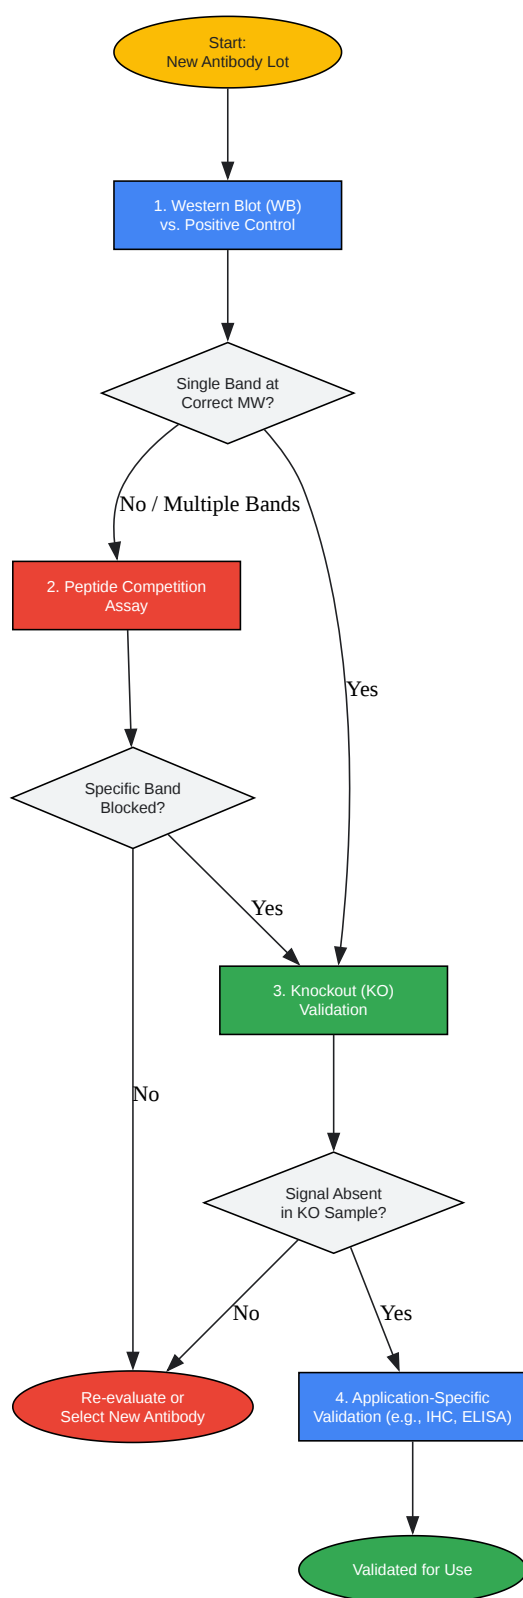 Start:
New Antibody Lot
1. Western Blot (WB)
vs. Positive Control
Single Band at
Correct MW?
No / Multiple Bands
2. Peptide Competition
Assay
Yes
Specific Band
Blocked?
Yes
3. Knockout (KO)
Validation
No
Signal Absent
in KO Sample?
No
Yes
Re-evaluate or
Select New Antibody
4. Application-Specific
Validation (e.g., IHC, ELISA)
Validated for Use